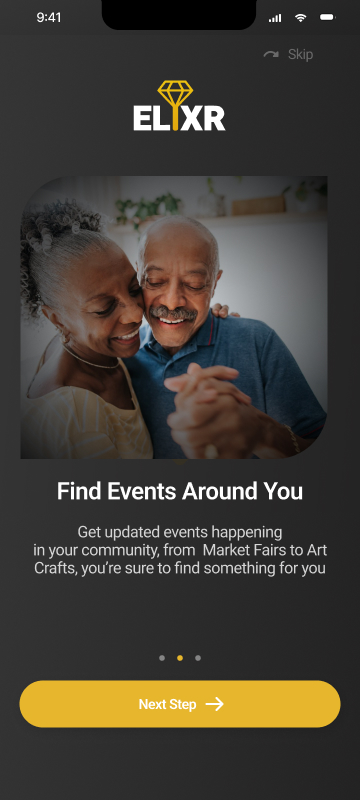 9:41
Skip
ELIXR
Find Events Around You
Get updated events happening
in your community, from  Market Fairs to Art
Crafts, you’re sure to find something for you
Next Step